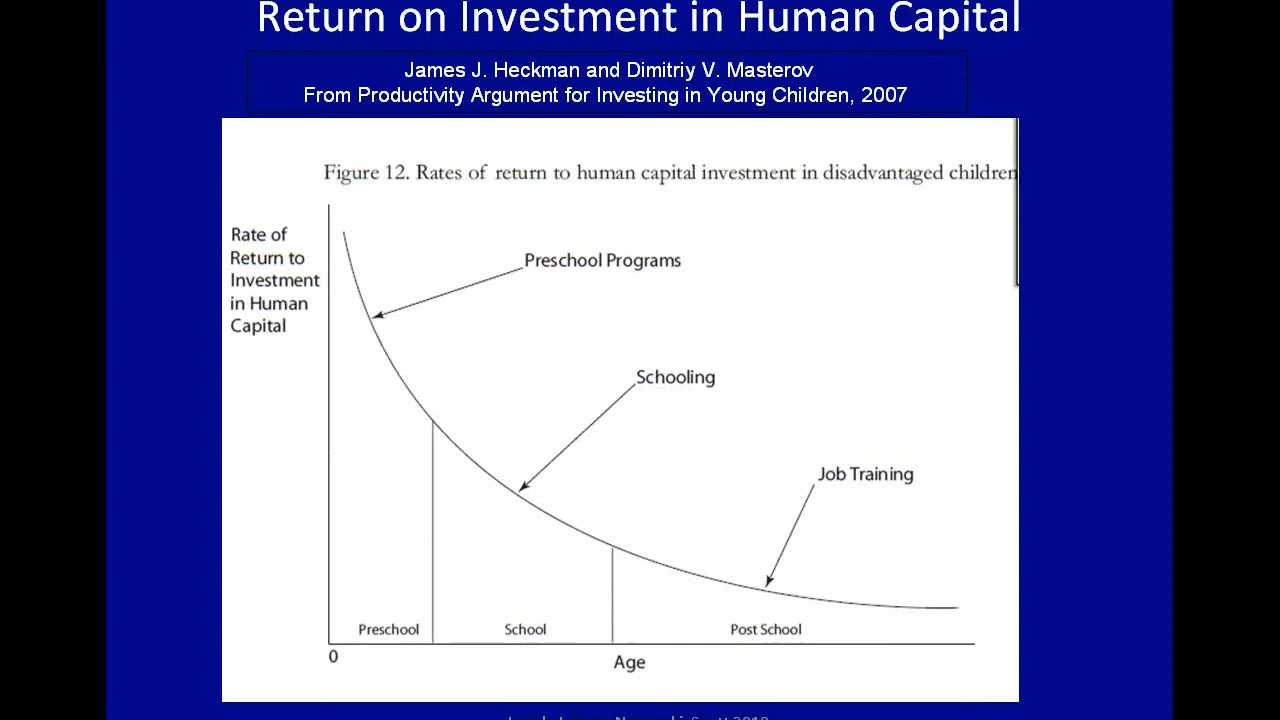 Return on Investment in Human Capital
James J. Heckman and Dimitriy V. Masterov
From Productivity Argument for Investing in Young Children, 2007
Figure 12. Rates of return to human capital investment in disadvantaged children
Rate of
Return to
Investment
in Human
Capital
Preschool Programs
Schooling
Job Training
Preschool
School
Post School
0
Age